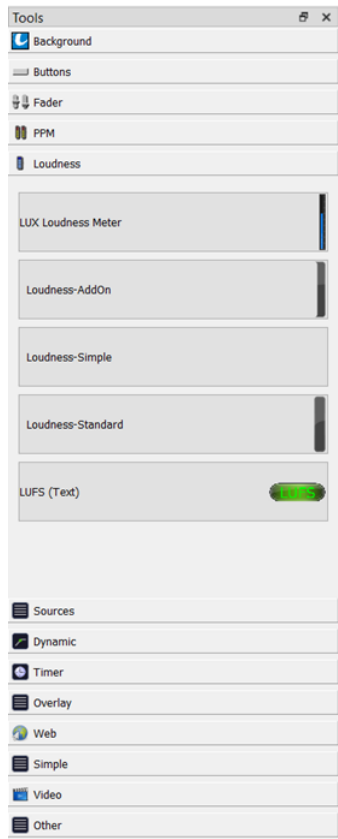 Tools
Background
Buttons
Fader
PPM
Loudness
LUX Loudness Meter
Loudness-AddOn
Loudness-Simple
Loudness-Standard
LUFS (Text)
LUFS
Sources
Dynamic
Timer
Overlay
Web
Simple
Video
Other